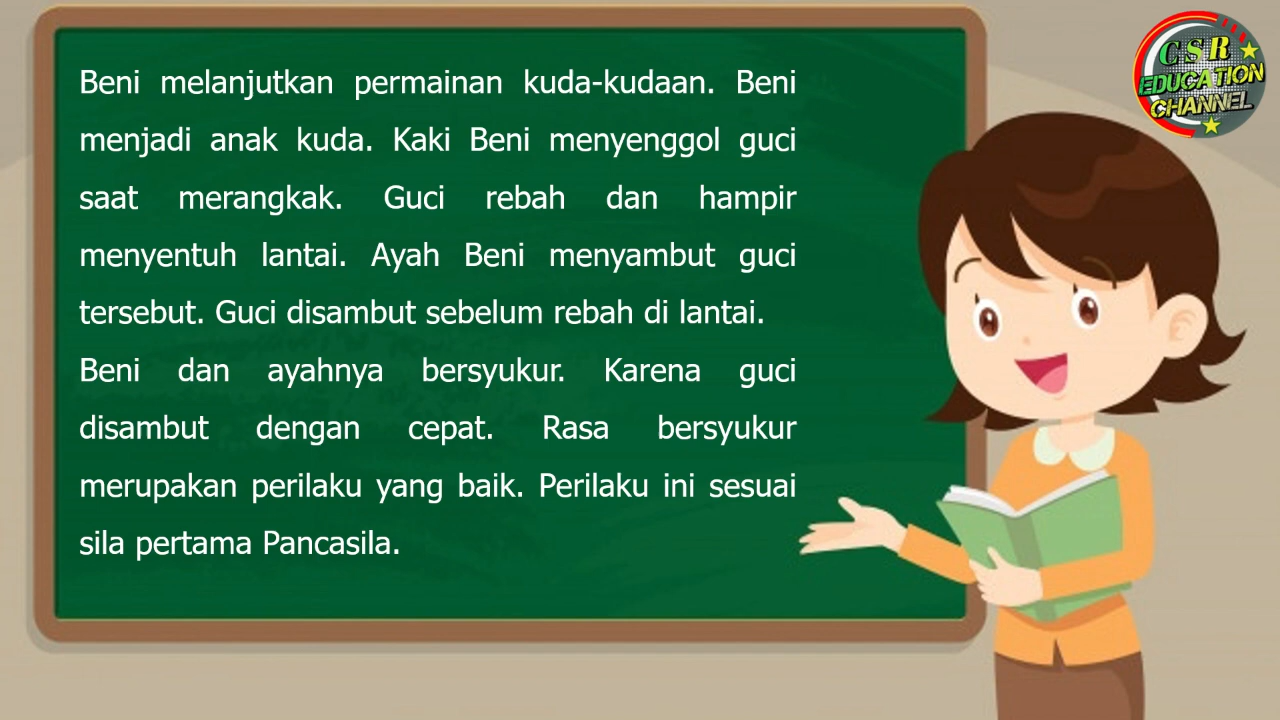 Beni melanjutkan permainan kuda-kudaan. Beni
menjadi anak kuda. Kaki Beni menyenggol guci
saat merangkak. Guci rebah dan hampir
menyentuh lantai. Ayah Beni menyambut guci
tersebut. Guci disambut sebelum rebah di lantai.
Beni dan ayahnya bersyukur. Karena guci
disambut dengan cepat. Rasa bersyukur
merupakan perilaku yang baik. Perilaku ini sesuai
sila pertama Pancasila.
CSR
EDUCATION
CHANNEL